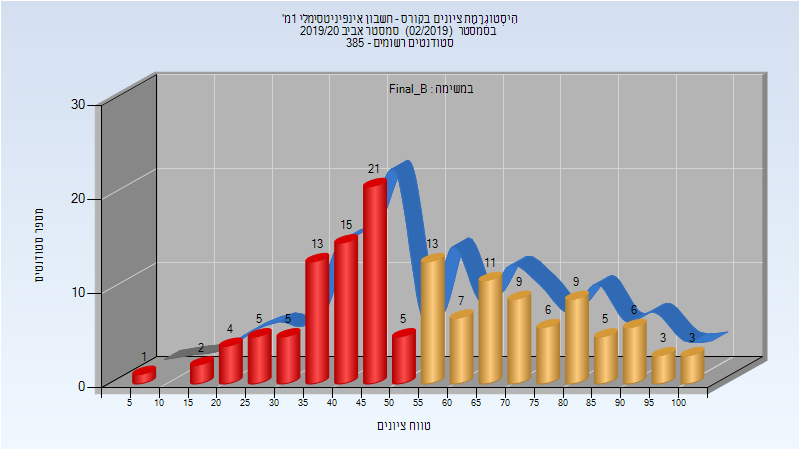 היסטוגרמת ציונים בקורס - חשבון אינפיניטסימלי 1מ'
בסמסטר (02/2019) סמסטר אביב 2019/20
סטודנטים רשומים - 385
במשימה : Final_B
מספר סטודנטים
30
20
10
0
1 2 4 5 5 13 15 21 5 13 7 11 9 6 9 5 6 3 3
5 10 15 20 25 30 35 40 45 50 55 60 65 70 75 80 85 90 95 100
טווח ציונים